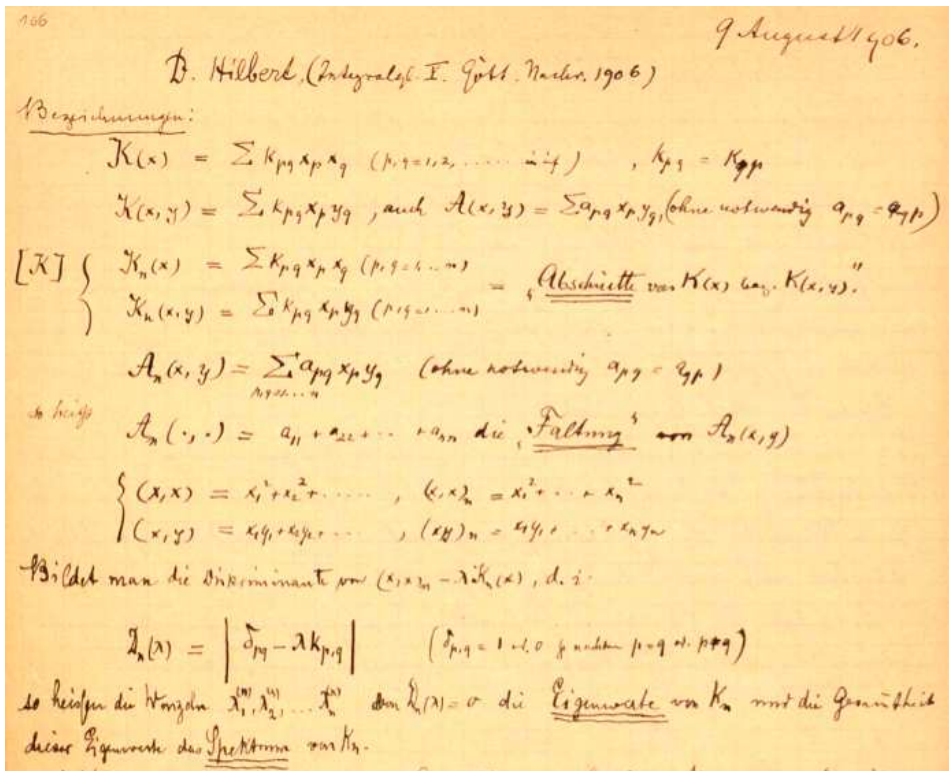 166
9 August 1906.
D. Hilbert, (Integralgl. I. Gött. Nachr. 1906)
Bezeichnungen:
K(x) = Σ k_pq x_p x_q (p,q=1,2,..... inf) , k_pq = k_qp
K(x,y) = Σ k_pq x_p y_q , auch A(x,y) = Σ a_pq x_p y_q, (ohne notwendig a_pq = a_qp)
[K] { K_n(x) = Σ k_pq x_p x_q (p,q=1,...n)
= „Abschnitte von K(x) bez. K(x,y)."
K_n(x,y) = Σ k_pq x_p y_q (p,q=1...n)
A_n(x,y) = Σ a_pq x_p y_q (ohne notwendig a_pq = a_qp)
p,q=1,...n
so heißt A_n(·,·) = a_11 + a_22 + ·· + a_nn die „Faltung" von A_n(x,y)
{ (x,x) = x_1² + x_2² + ..... , (x,x)_n = x_1² + ··· + x_n²
(x,y) = x_1y_1 + x_2y_2 + .... , (xy)_n = x_1y_1 + ... + x_ny_n
Bildet man die Diskriminante von (x,x)_n − λK_n(x), d. i.
D_n(λ) = | δ_pq − λ k_p,q | (δ_p,q = 1 od. 0 je nachdem p=q od. p≠q)
so heißen die Wurzeln λ_1^(n), λ_2^(n), ... λ_n^(n) von D_n(λ)=0 die Eigenwerte von K_n und die Gesamtheit
dieser Eigenwerte das Spektrum von K_n.